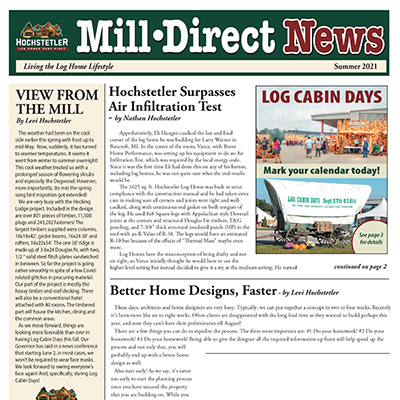 HOCHSTETLER
LOG HOMES DONE RIGHT
Mill•Direct News
Living the Log Home Lifestyle
Summer 2021
VIEW FROM
THE MILL
By Levi Hochstetler
The weather had been on the cool
side earlier this spring with frost up to
mid-May. Now, suddenly, it has turned
to warmer temperatures. It seems it
went from winter to summer overnight!
This cool weather treated us with a
prolonged season of flowering shrubs
and especially the Dogwood. However,
more importantly, its mt the spring
song bird migration got extended!
We are very busy with the Hocking
Lodge project. Included in the design
are over 801 pieces of timber, 11,500
plugs and 243,202 fasteners! The
largest timbers supplied were columns,
18x18x42', girder beams, 16x24 30' and
rafters, 16x22x34'. The one 30' ridge is
made up of 3 6x24 Douglas fir, with two,
1/2 " solid steel flitch plates sandwiched
in between. So far the project is going
rather smoothly in spite of a few Covid-
related glitches in procuring material.
Our part of the project is mostly the
heavy timber and roof decking. There
will also be a conventional hotel
attached with 80 rooms. The timbered
part will house the kitchen, dining and
the common areas.
As we move forward, things are
looking more favorable than ever in
having Log Cabin Days this fall. Our
Governor has said in a news conference
that starting June 2, in most cases, we
won't be required to wear face masks.
We look forward to seeing everyone's
face again! And, specifically, during Log
Cabin Days!
Hochstetler Surpasses
Air Infiltration Test
- by Nathan Hochstetler
Apprehensively, Eli Haugen caulked the last and final
corner of the log home he was building for Larry Warner in
Bancroft, MI. In the center of the room, Vance, with Bravo
Home Performance, was setting up his equipment to do an Air
Infiltration Test, which was required by the local energy code.
Since it was the first time Eli had done this on any of his homes,
including log homes, he was not quite sure what the end results
would be.
The 1625 sq. ft. Hochstetler Log Home was built in strict
compliance with the construction manual and he had taken extra
care in making sure all corners and joints were tight and well-
caulked, along with continuous seal gasket on both tongues of
the log. He used 8x8 Square logs with Appalachian style Dovetail
joints at the corners and structural Douglas Fir timbers, T&G
paneling, and 7-3/8" thick structural insulated panels (SIP) in the
roof with an R-Value of R-38. The logs would have an estimated
R-10 but because of the effects of "Thermal Mass" maybe even
more.
Log Homes have the misconception of being drafty and not
air tight, so Vance initially thought he would have to use the
higher-level setting but instead decided to give it a try at the medium setting. He turned
continued on page 2
LOG CABIN DAYS
Mark your calendar today!
LOG CABIN DAYS Sept 17th & 18th
See page 3
for details
Better Home Designs, Faster - by Levi Hochstetler
These days, architects and home designers are very busy. Typically, we can put together a concept in two to four weeks. Recently
it's been more like six to eight weeks. Often clients are disappointed with the long lead time as they wanted to build perhaps this
year, and now they can't have their preliminaries till August!
There are a few things you can do to expedite the process. The three most important are: #1 Do your homework! #2 Do your
homework! #3 Do your homework! Being able to give the designer all the required information up front will help speed up the
process and not only that, you will
probably end up with a better home
design as well.
Also start early! As we say, it's never
too early to start the planning process
once you have secured the property
that you are building on. While you